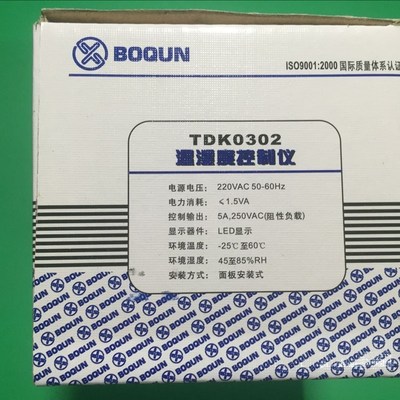 BOQUN
ISO9001:2000 国际质量体系认证
TDK0302
温湿度控制仪
电源电压: 220VAC 50-60Hz
电力消耗: ≤1.5VA
控制输出: 5A,250VAC(阻性负载)
显示器件: LED显示
环境温度: -25℃至60℃
环境湿度: 45至85%RH
安装方式: 面板安装式
BOQUN BOQUN BOQUN